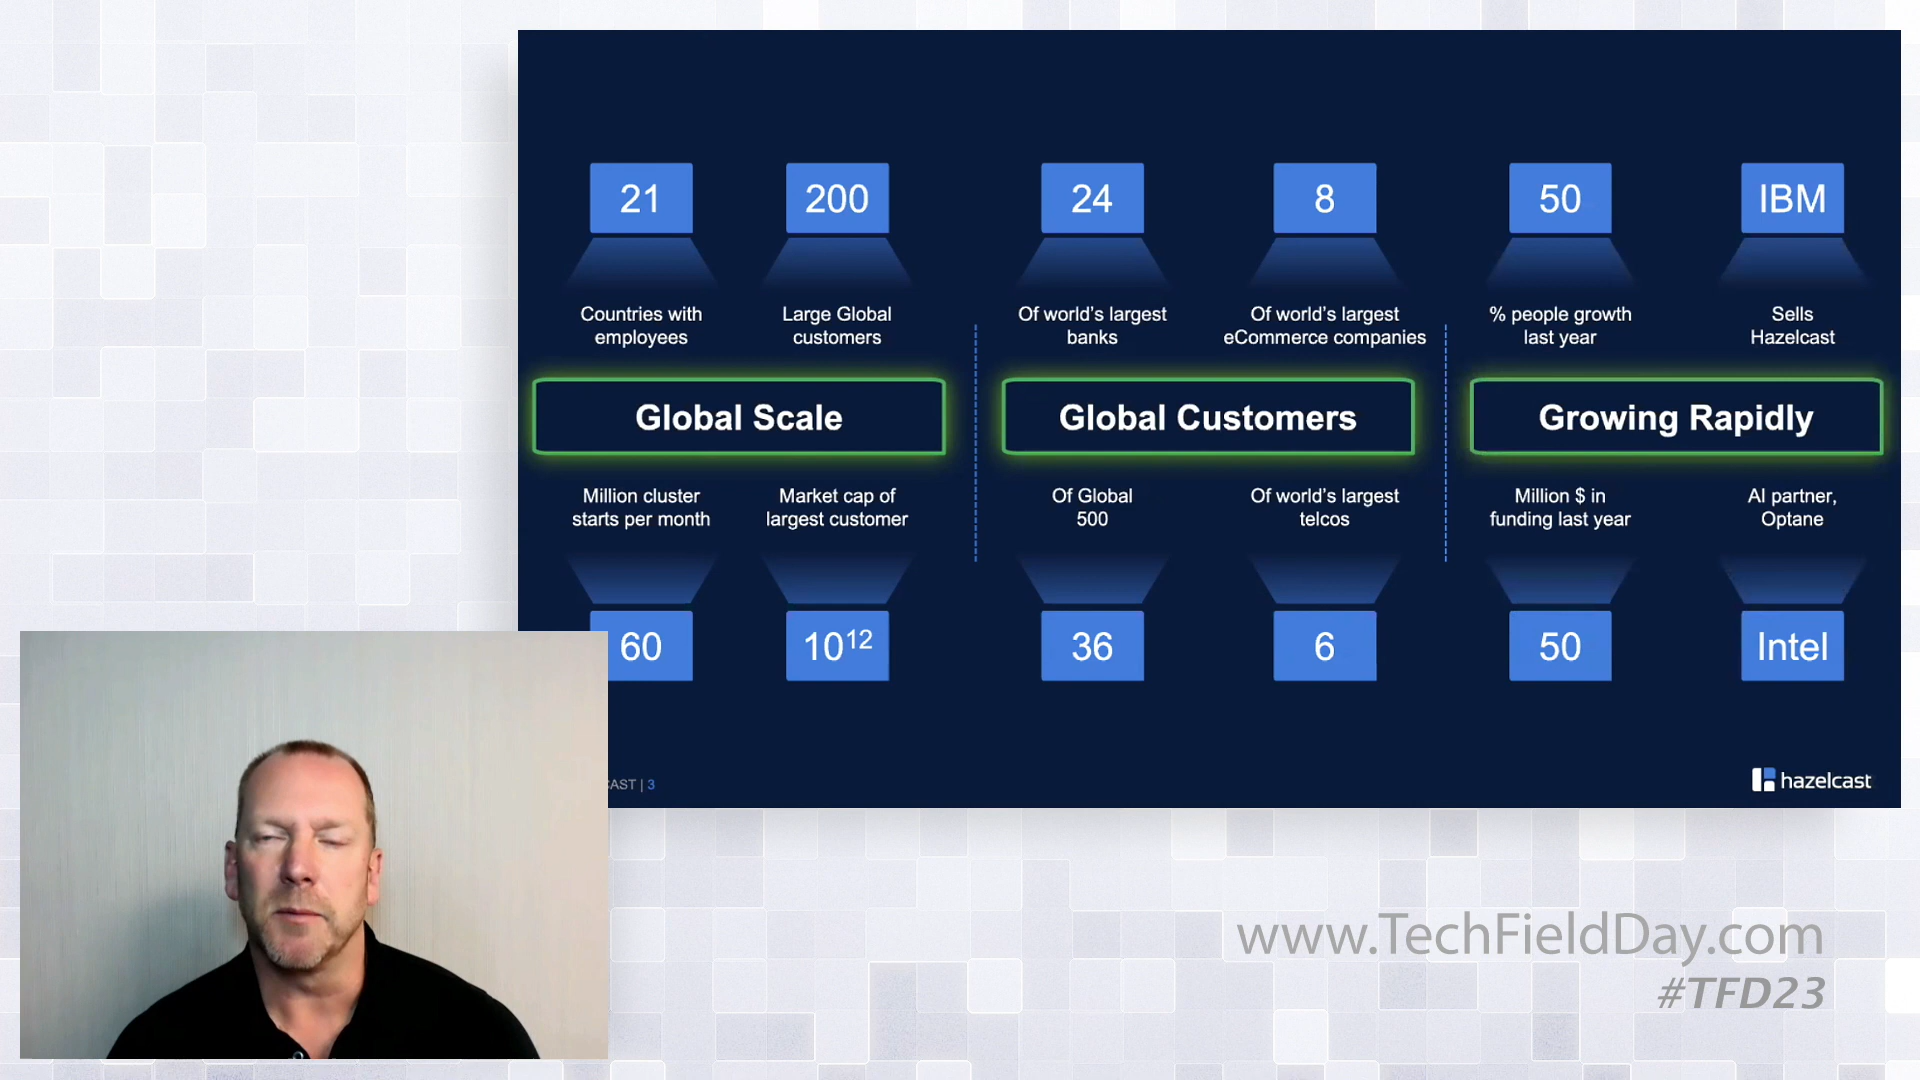 21
200
24
8
50
IBM
Countries with
employees
Large Global
customers
Of world's largest
banks
Of world's largest
eCommerce companies
% people growth
last year
Sells
Hazelcast
Global Scale
Global Customers
Growing Rapidly
Million cluster
starts per month
Market cap of
largest customer
Of Global
500
Of world's largest
telcos
Million $ in
funding last year
AI partner,
Optane
60
10¹²
36
6
50
Intel
AST | 3
hazelcast
www.TechFieldDay.com
#TFD23